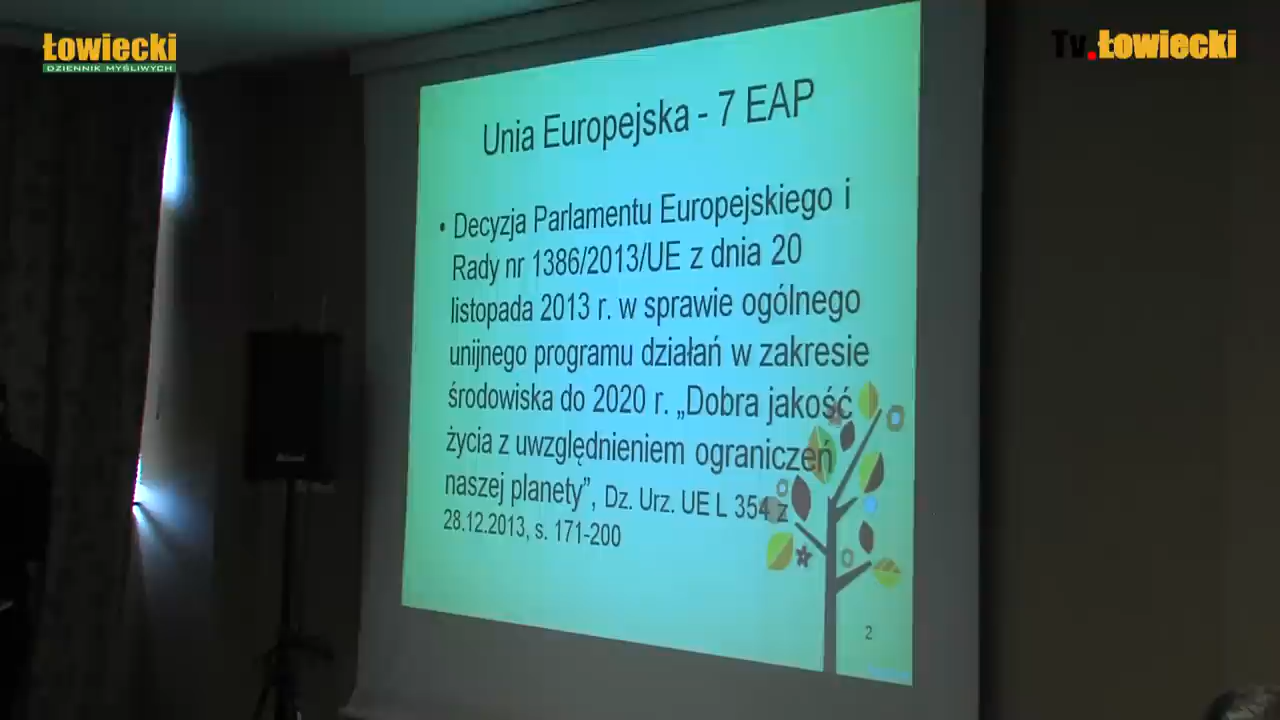 Łowiecki
DZIENNIK MYŚLIWYCH
Tv.Łowiecki
Unia Europejska - 7 EAP
• Decyzja Parlamentu Europejskiego i
Rady nr 1386/2013/UE z dnia 20
listopada 2013 r. w sprawie ogólnego
unijnego programu działań w zakresie
środowiska do 2020 r. „Dobra jakość
życia z uwzględnieniem ograniczeń
naszej planety”, Dz. Urz. UE L 354 z
28.12.2013, s. 171-200
2